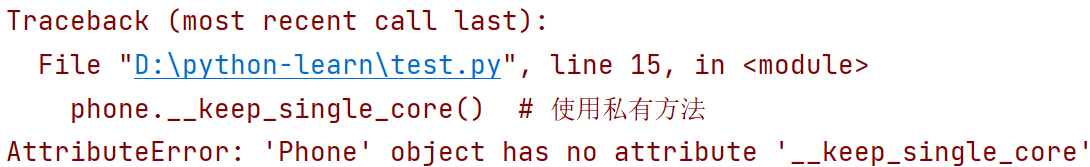 Traceback (most recent call last):
  File "D:\python-learn\test.py", line 15, in <module>
    phone.__keep_single_core()  # 使用私有方法
AttributeError: 'Phone' object has no attribute '__keep_single_core'